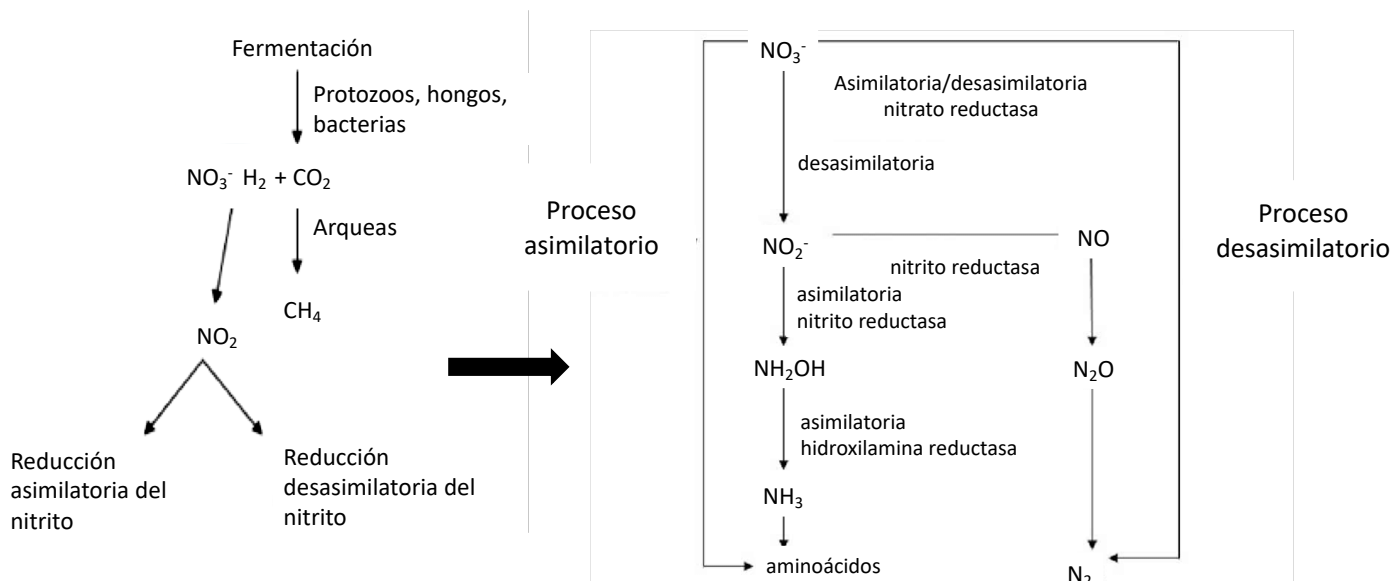 Fermentación
Protozoos, hongos,
bacterias
NO₃⁻ H₂ + CO₂
Arqueas
CH₄
NO₂
Reducción
asimilatoria del
nitrito
Reducción
desasimilatoria del
nitrito
Proceso
asimilatorio
NO₃⁻
Asimilatoria/desasimilatoria
nitrato reductasa
desasimilatoria
NO₂⁻
NO
nitrito reductasa
asimilatoria
nitrito reductasa
NH₂OH
N₂O
asimilatoria
hidroxilamina reductasa
NH₃
aminoácidos
N₂
Proceso
desasimilatorio